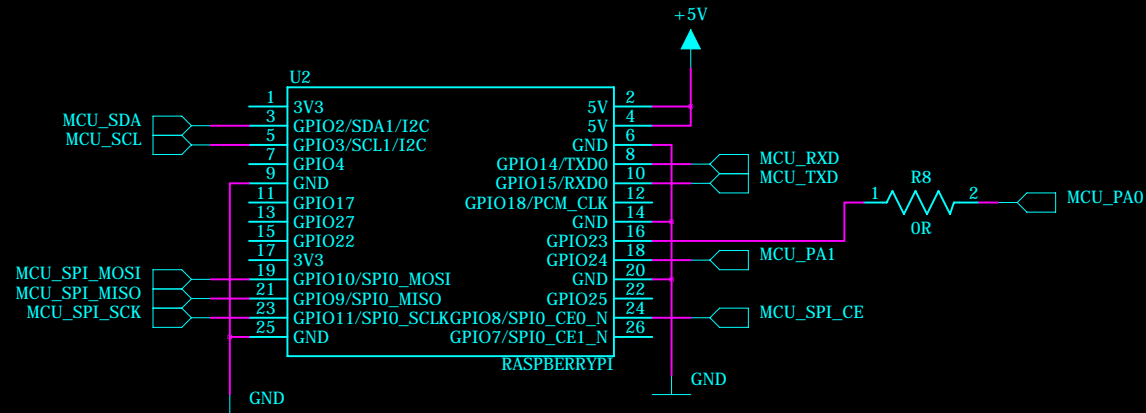 +5V
U2
1 3V3 5V 2
MCU_SDA 3 GPIO2/SDA1/I2C 5V 4
MCU_SCL 5 GPIO3/SCL1/I2C GND 6
7 GPIO4 GPIO14/TXD0 8 MCU_RXD
9 GND GPIO15/RXD0 10 MCU_TXD
11 GPIO17 GPIO18/PCM_CLK 12
13 GPIO27 GND 14
15 GPIO22 GPIO23 16
17 3V3 GPIO24 18 MCU_PA1
MCU_SPI_MOSI 19 GPIO10/SPI0_MOSI GND 20
MCU_SPI_MISO 21 GPIO9/SPI0_MISO GPIO25 22
MCU_SPI_SCK 23 GPIO11/SPI0_SCLK GPIO8/SPI0_CE0_N 24 MCU_SPI_CE
25 GND GPIO7/SPI0_CE1_N 26
RASPBERRYPI
R8
1 2 MCU_PA0
0R
GND
GND